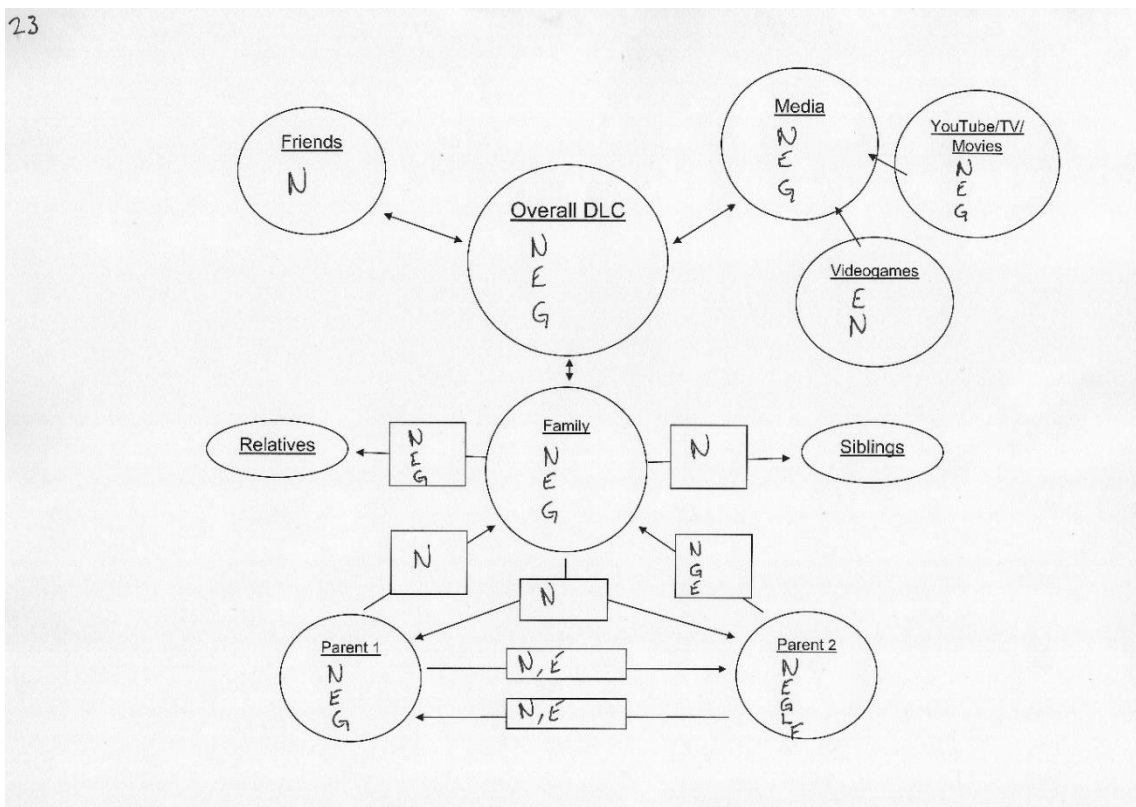 23
Friends
N
Media
N
E
G
YouTube/TV/
Movies
N
E
G
Overall DLC
N
E
G
Videogames
E
N
Relatives
N
E
G
Family
N
E
G
N
Siblings
N
N
N
G
E
Parent 1
N
E
G
N, E
N, E
Parent 2
N
E
G
L
E